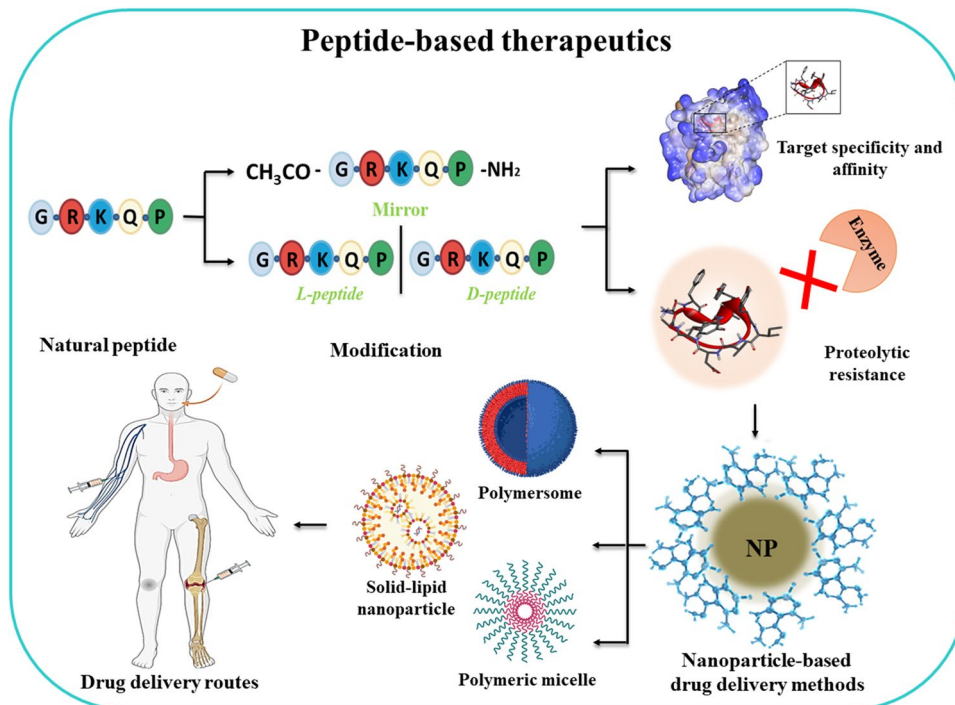 Peptide-based therapeutics
CH₃CO - G R K Q P -NH₂
Target specificity and
affinity
G R K Q P
Mirror
G R K Q P
G R K Q P
L-peptide
D-peptide
Enzyme
Natural peptide
Modification
Proteolytic
resistance
Polymersome
NP
Solid-lipid
nanoparticle
Polymeric micelle
Nanoparticle-based
drug delivery methods
Drug delivery routes